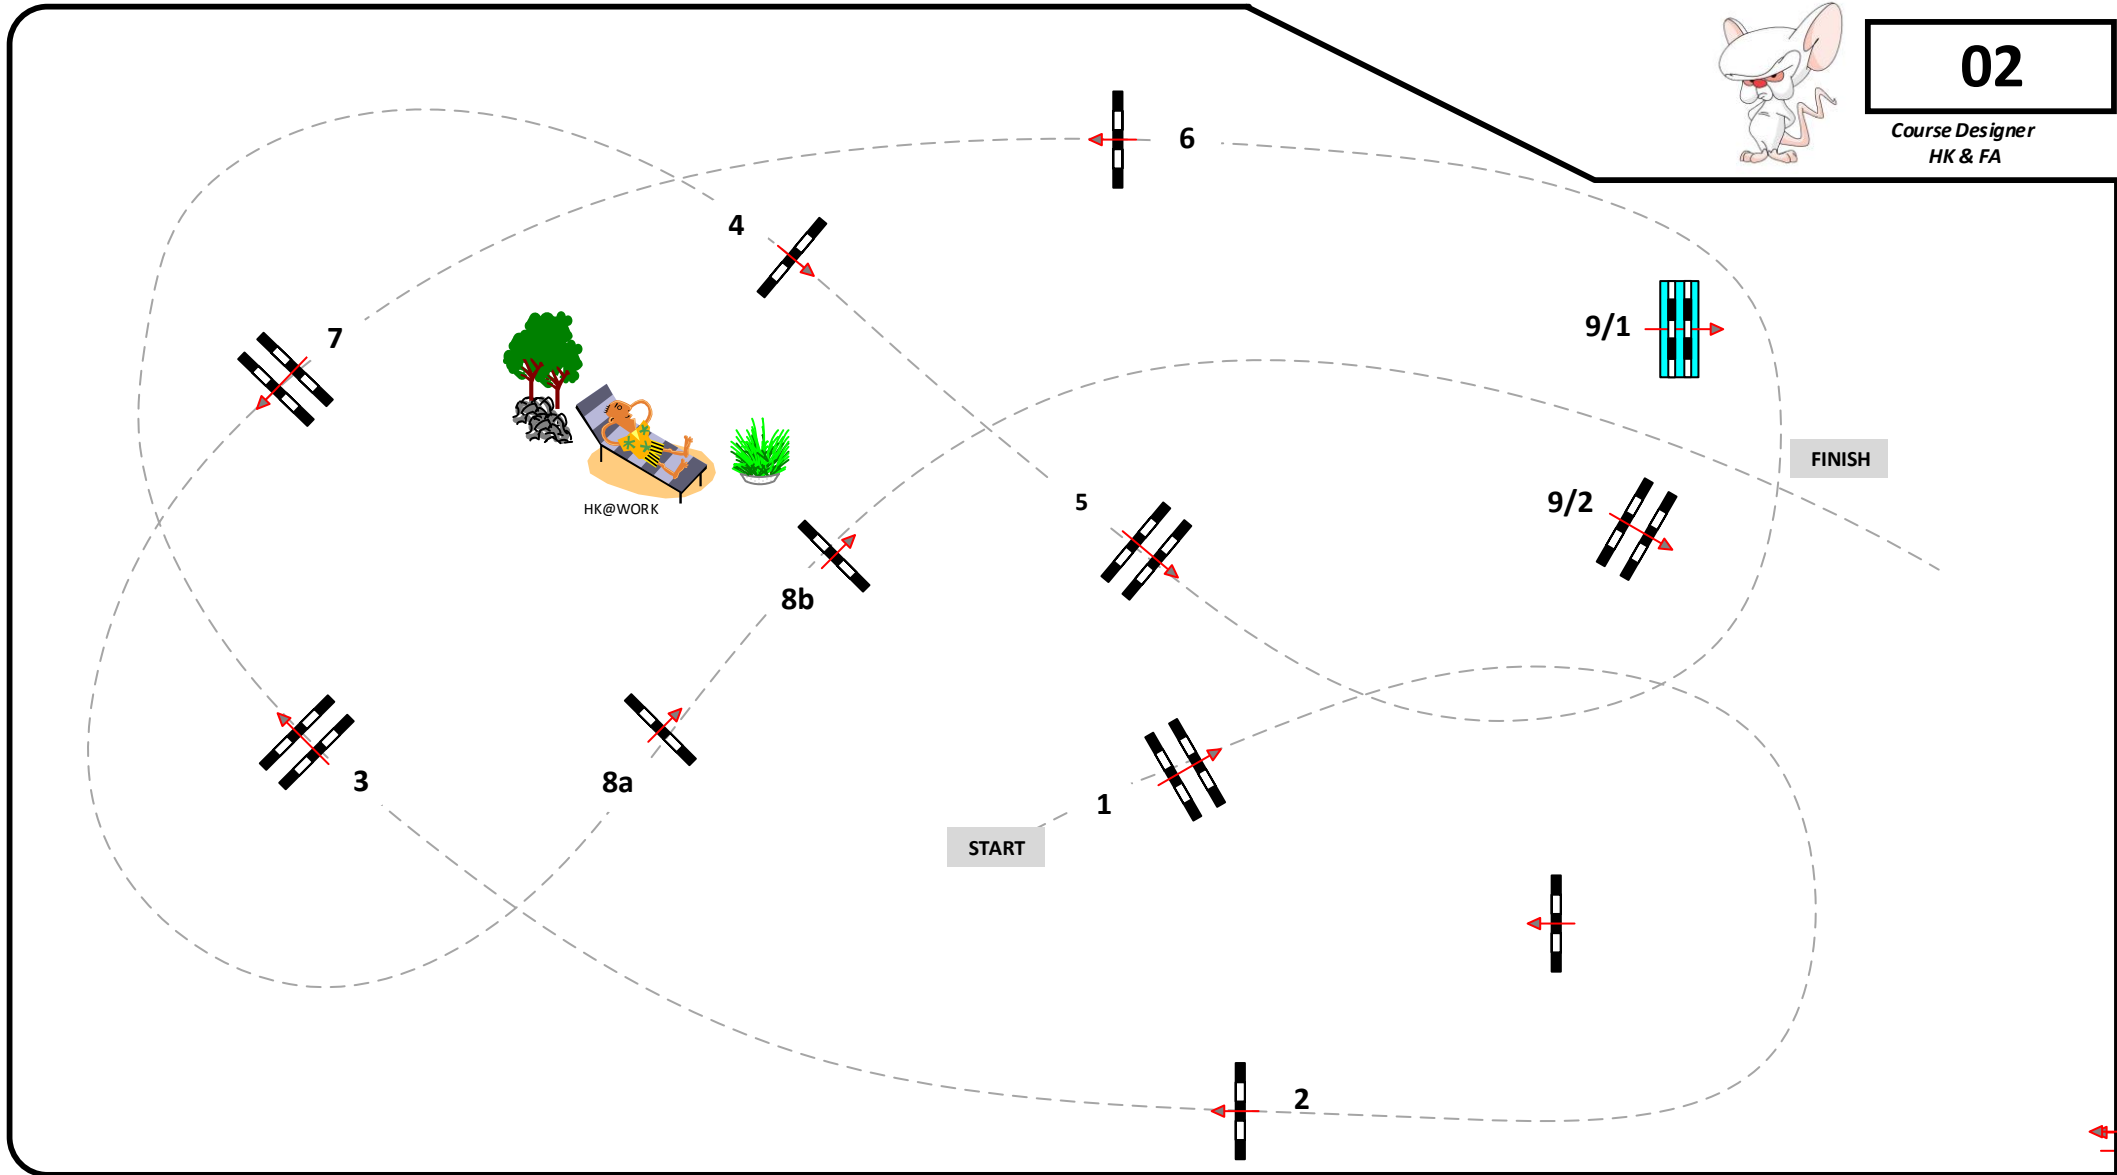 02
Course Designer
HK & FA
6
4
9/1
7
FINISH
9/2
5
HK@WORK
8b
3
8a
1
START
2